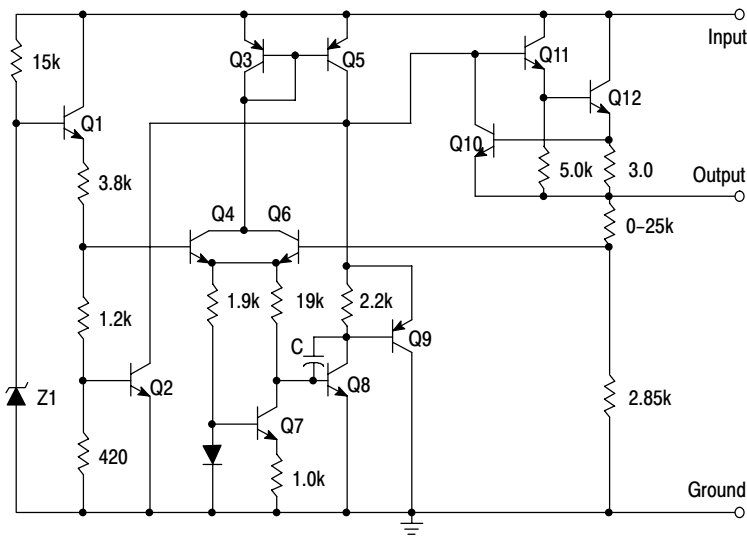 Input
15k
Q3
Q5
Q11
Q12
Q1
Q10
3.8k
5.0k
3.0
Output
Q4
Q6
0–25k
1.2k
1.9k
19k
2.2k
C
Q9
Z1
Q2
Q8
2.85k
Q7
420
1.0k
Ground